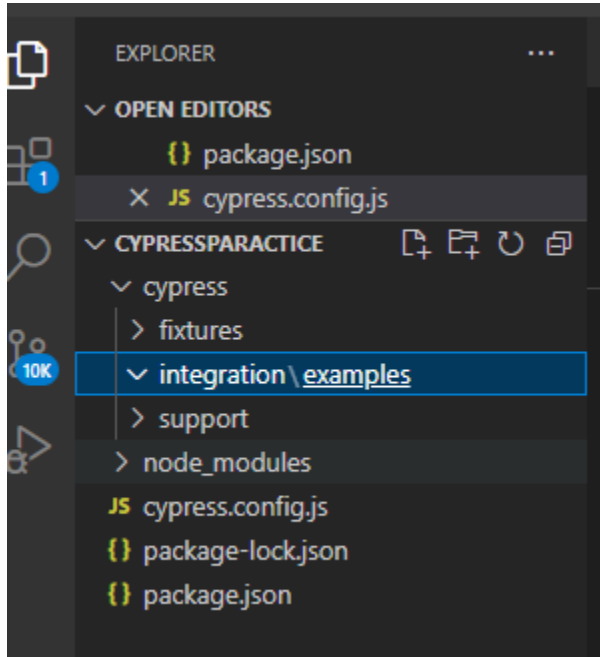 EXPLORER ...
OPEN EDITORS
{} package.json
JS cypress.config.js
1
CYPRESSPARACTICE
cypress
fixtures
10K
integration\examples
support
node_modules
JS cypress.config.js
{} package-lock.json
{} package.json